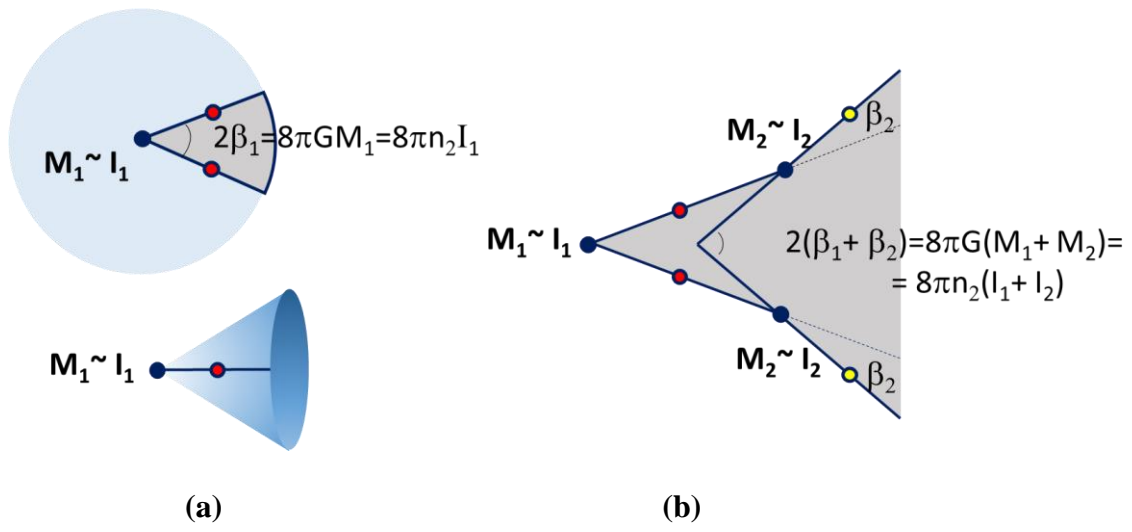 2β₁=8πGM₁=8πn₂I₁
M₁~ I₁
M₁~ I₁
(a)
β₂
M₂~ I₂
M₁~ I₁
2(β₁+ β₂)=8πG(M₁+ M₂)=
= 8πn₂(I₁+ I₂)
M₂~ I₂
β₂
(b)